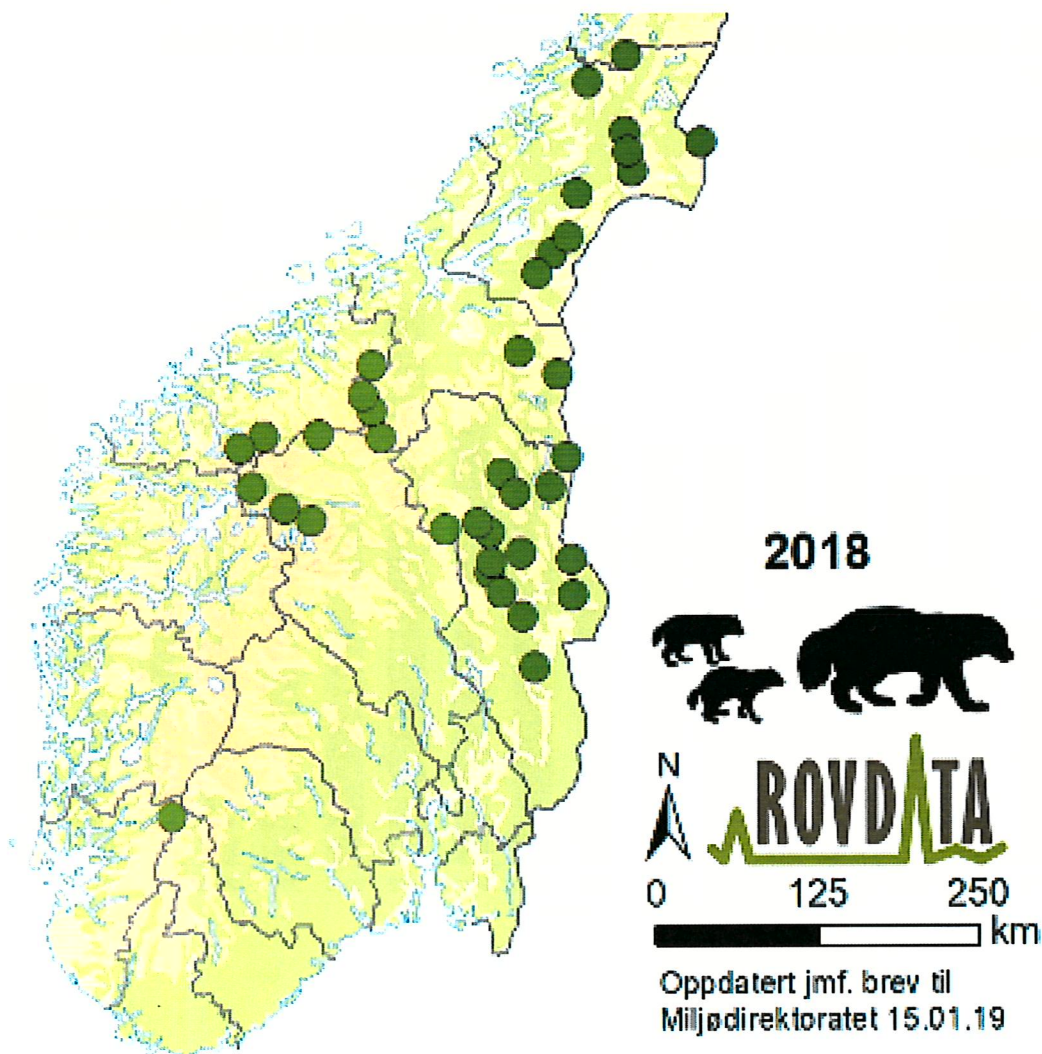 2018
N
ROVDATA
0 125 250
km
Oppdatert jmf. brev til
Miljødirektoratet 15.01.19